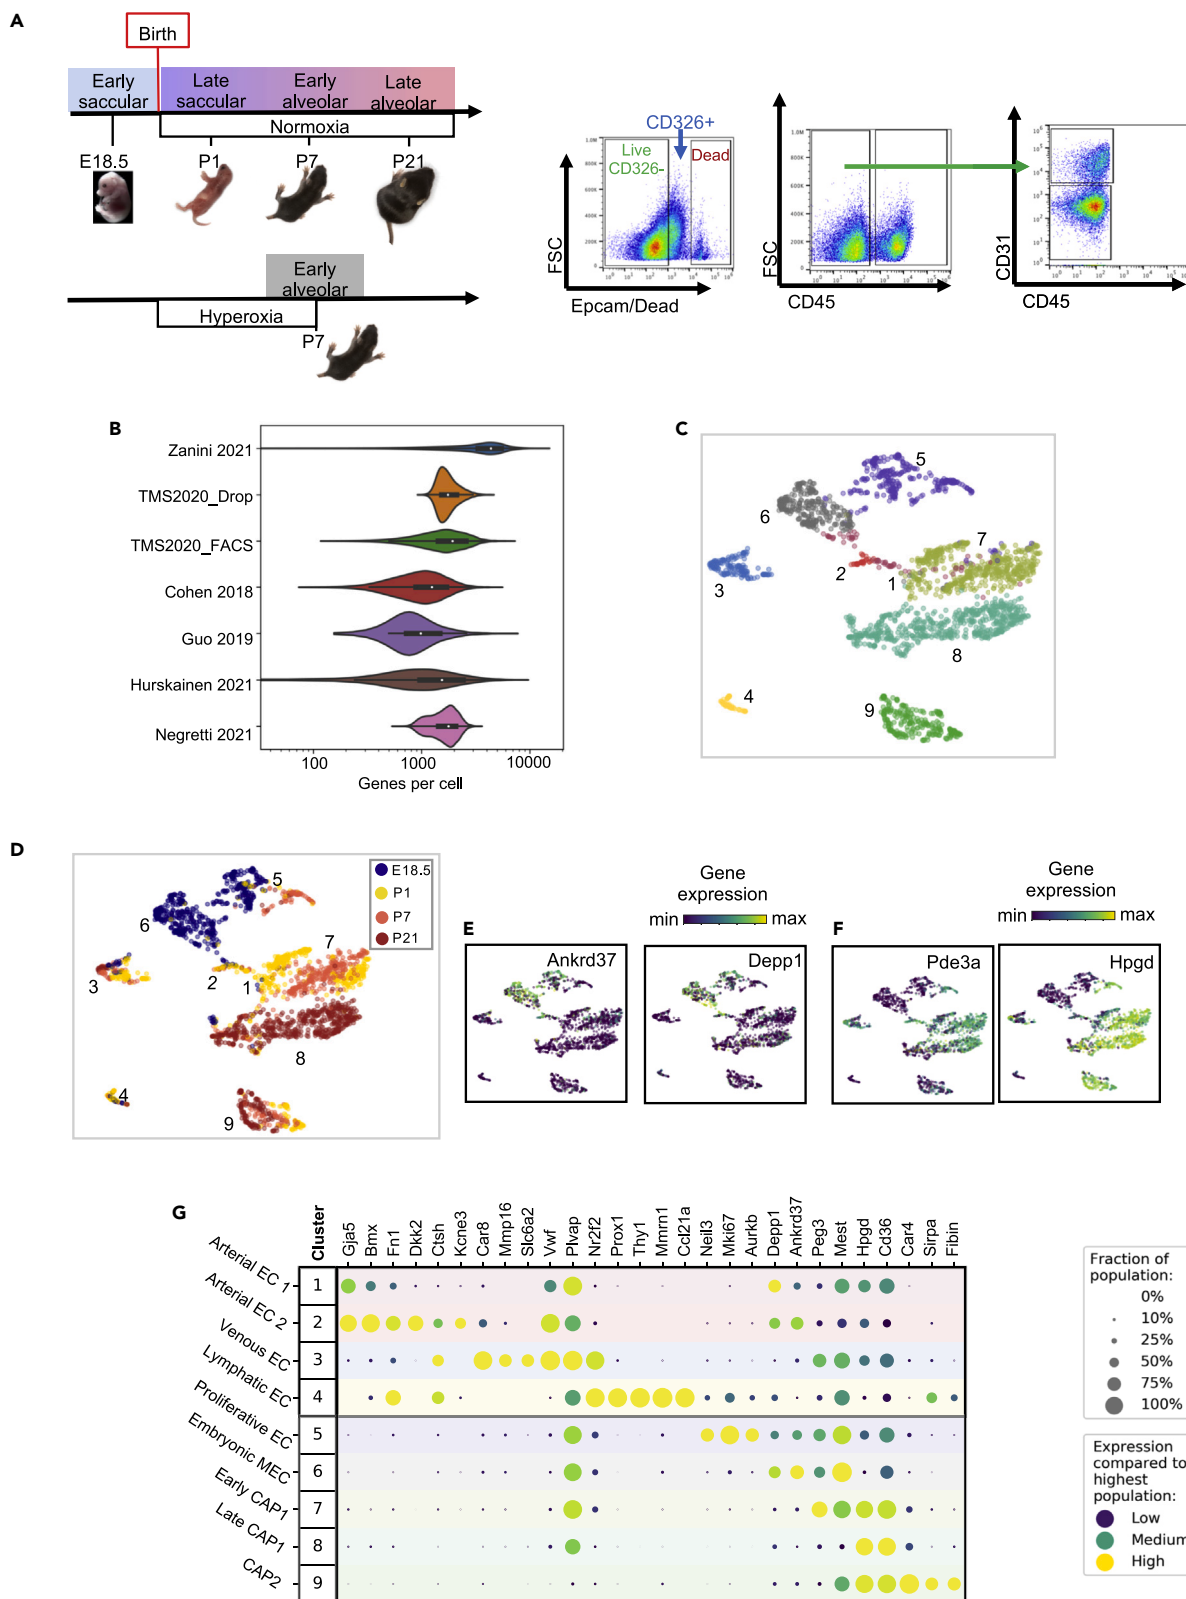 A
Birth
Early saccular
Late saccular
Early alveolar
Late alveolar
Normoxia
E18.5
P1
P7
P21
Early alveolar
Hyperoxia
P7
CD326+
Live CD326-
Dead
FSC
Epcam/Dead
FSC
CD45
CD31
CD45
B
Zanini 2021
TMS2020_Drop
TMS2020_FACS
Cohen 2018
Guo 2019
Hurskainen 2021
Negretti 2021
100 1000 10000
Genes per cell
C
5
6
7
2
1
3
8
4
9
D
E18.5
P1
P7
P21
5
6
7
3
2
1
8
4
9
E
Gene expression
min max
Ankrd37
Depp1
F
Gene expression
min max
Pde3a
Hpgd
G
Cluster Gja5 Bmx Fn1 Dkk2 Ctsh Kcne3 Car8 Mmp16 Slc6a2 Vwf Plvap Nr2f2 Prox1 Thy1 Mmrn1 Ccl21a Neil3 Mki67 Aurkb Depp1 Ankrd37 Peg3 Mest Hpgd Cd36 Car4 Sirpa Fibin
Arterial EC 1 1
Arterial EC 2 2
Venous EC 3
Lymphatic EC 4
Proliferative EC 5
Embryonic MEC 6
Early CAP1 7
Late CAP1 8
CAP2 9
Fraction of
population:
0%
10%
25%
50%
75%
100%
Expression
compared to
highest
population:
Low
Medium
High